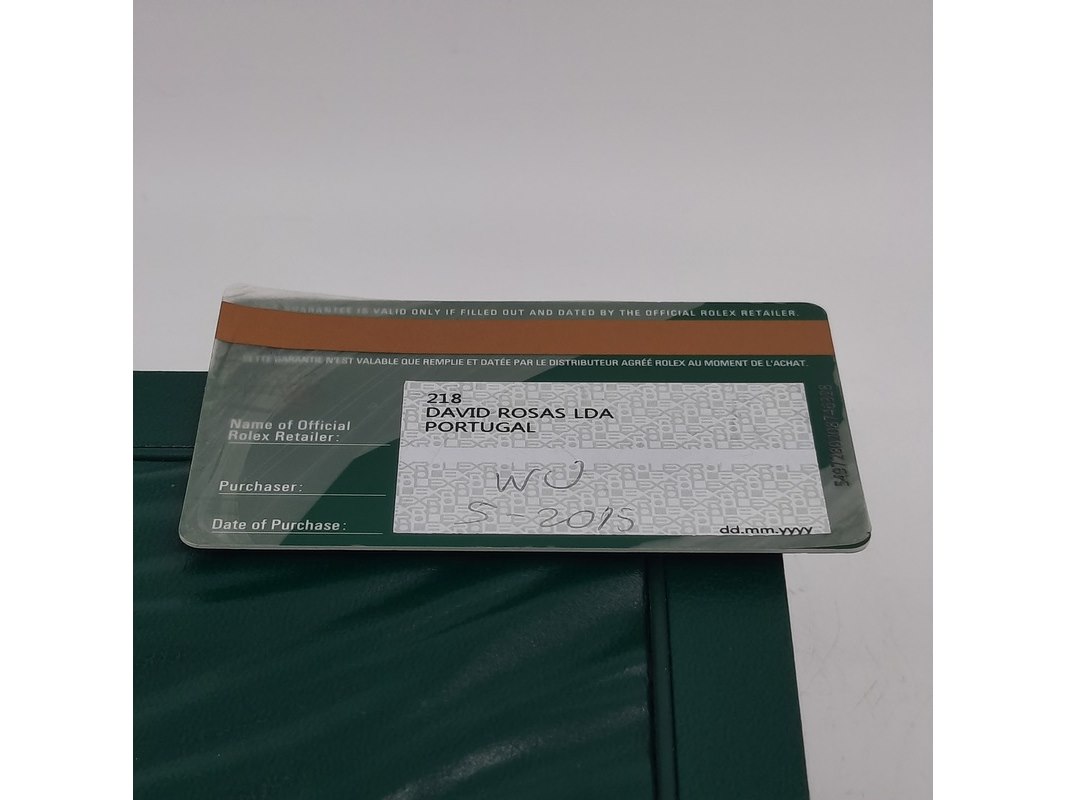 GUARANTEE IS VALID ONLY IF FILLED OUT AND DATED BY THE OFFICIAL ROLEX RETAILER.
GARANTIE N'EST VALABLE QUE REMPLIE ET DATÉE PAR LE DISTRIBUTEUR AGRÉÉ ROLEX AU MOMENT DE L'ACHAT.
Name of Official
Rolex Retailer:
218
DAVID ROSAS LDA
PORTUGAL
Purchaser:
WU
Date of Purchase:
5-2015
dd.mm.yyyy